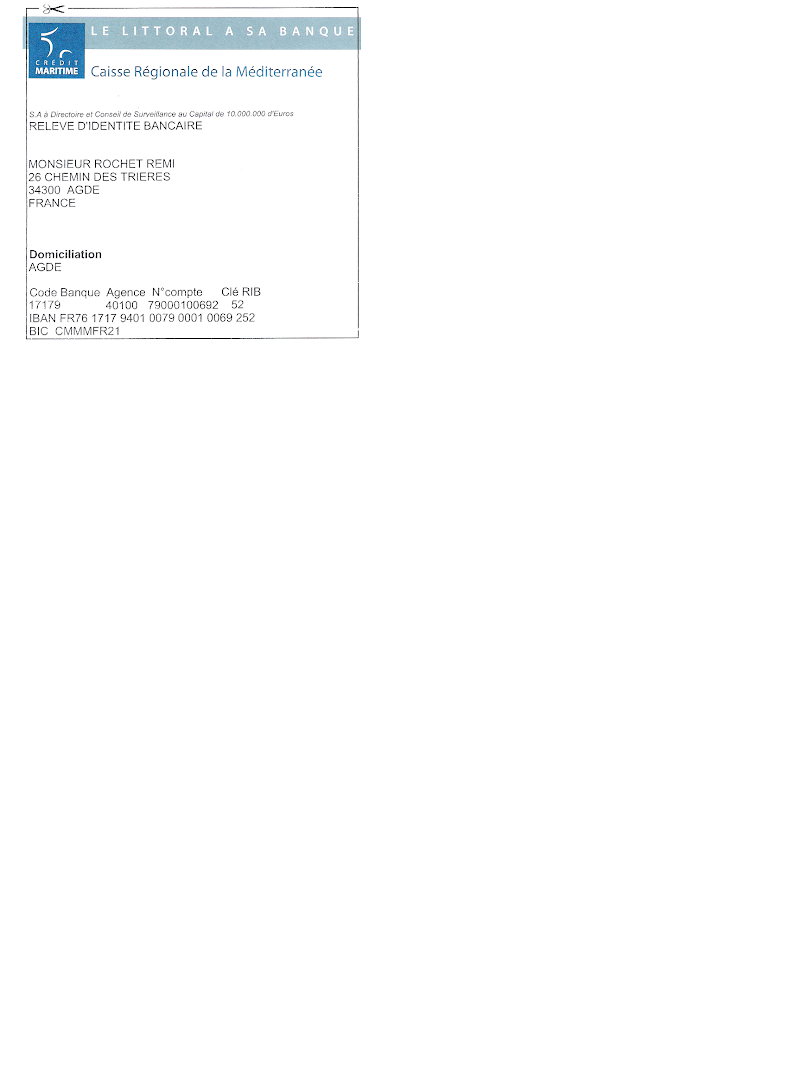 LE LITTORAL A SA BANQUE
CRÉDIT
MARITIME
Caisse Régionale de la Méditerranée
S.A à Directoire et Conseil de Surveillance au Capital de 10.000.000 d'Euros
RELEVE D'IDENTITE BANCAIRE
MONSIEUR ROCHET REMI
26 CHEMIN DES TRIERES
34300 AGDE
FRANCE
Domiciliation
AGDE
Code Banque Agence N°compte Clé RIB
17179 40100 79000100692 52
IBAN FR76 1717 9401 0079 0001 0069 252
BIC CMMMFR21